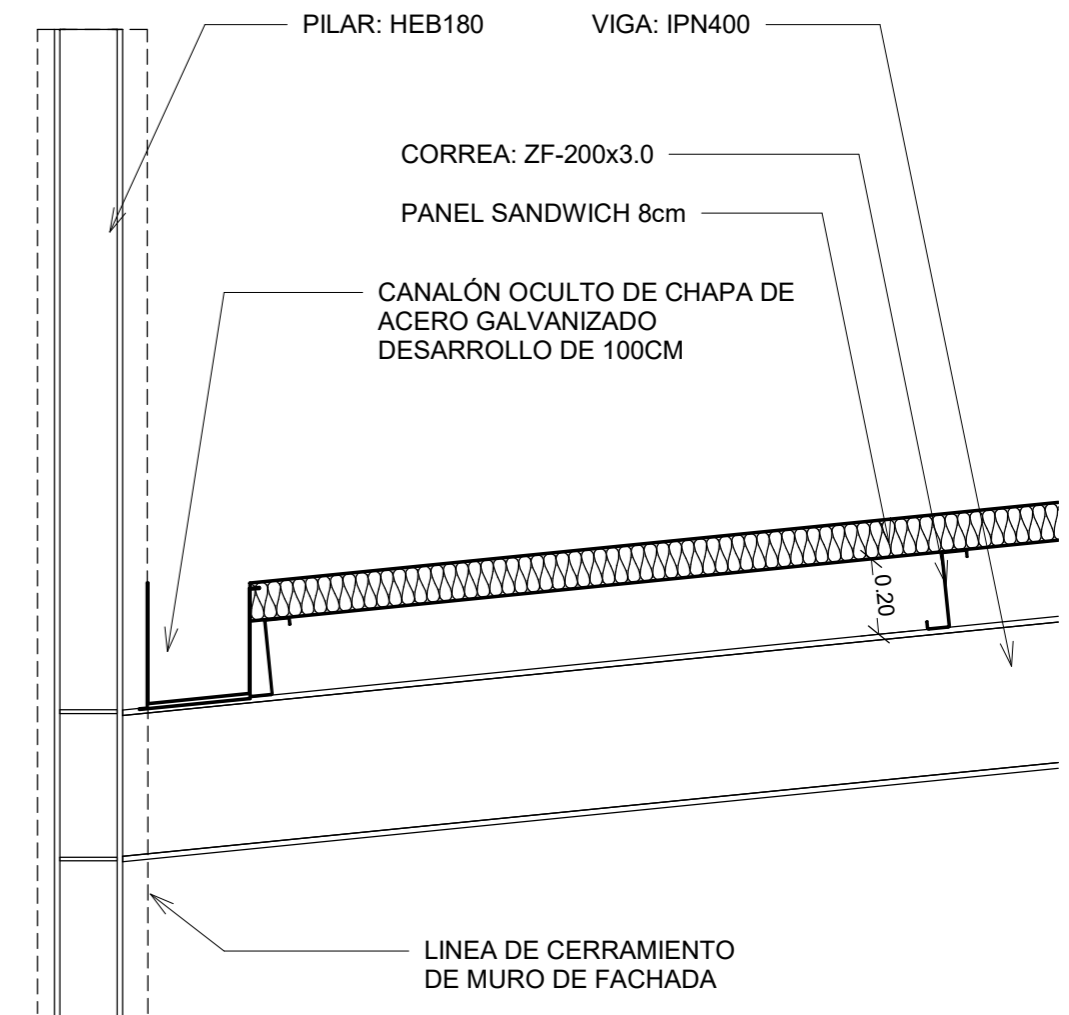 PILAR: HEB180
VIGA: IPN400
CORREA: ZF-200x3.0
PANEL SANDWICH 8cm
CANALÓN OCULTO DE CHAPA DE
ACERO GALVANIZADO
DESARROLLO DE 100CM
0.20
LINEA DE CERRAMIENTO
DE MURO DE FACHADA